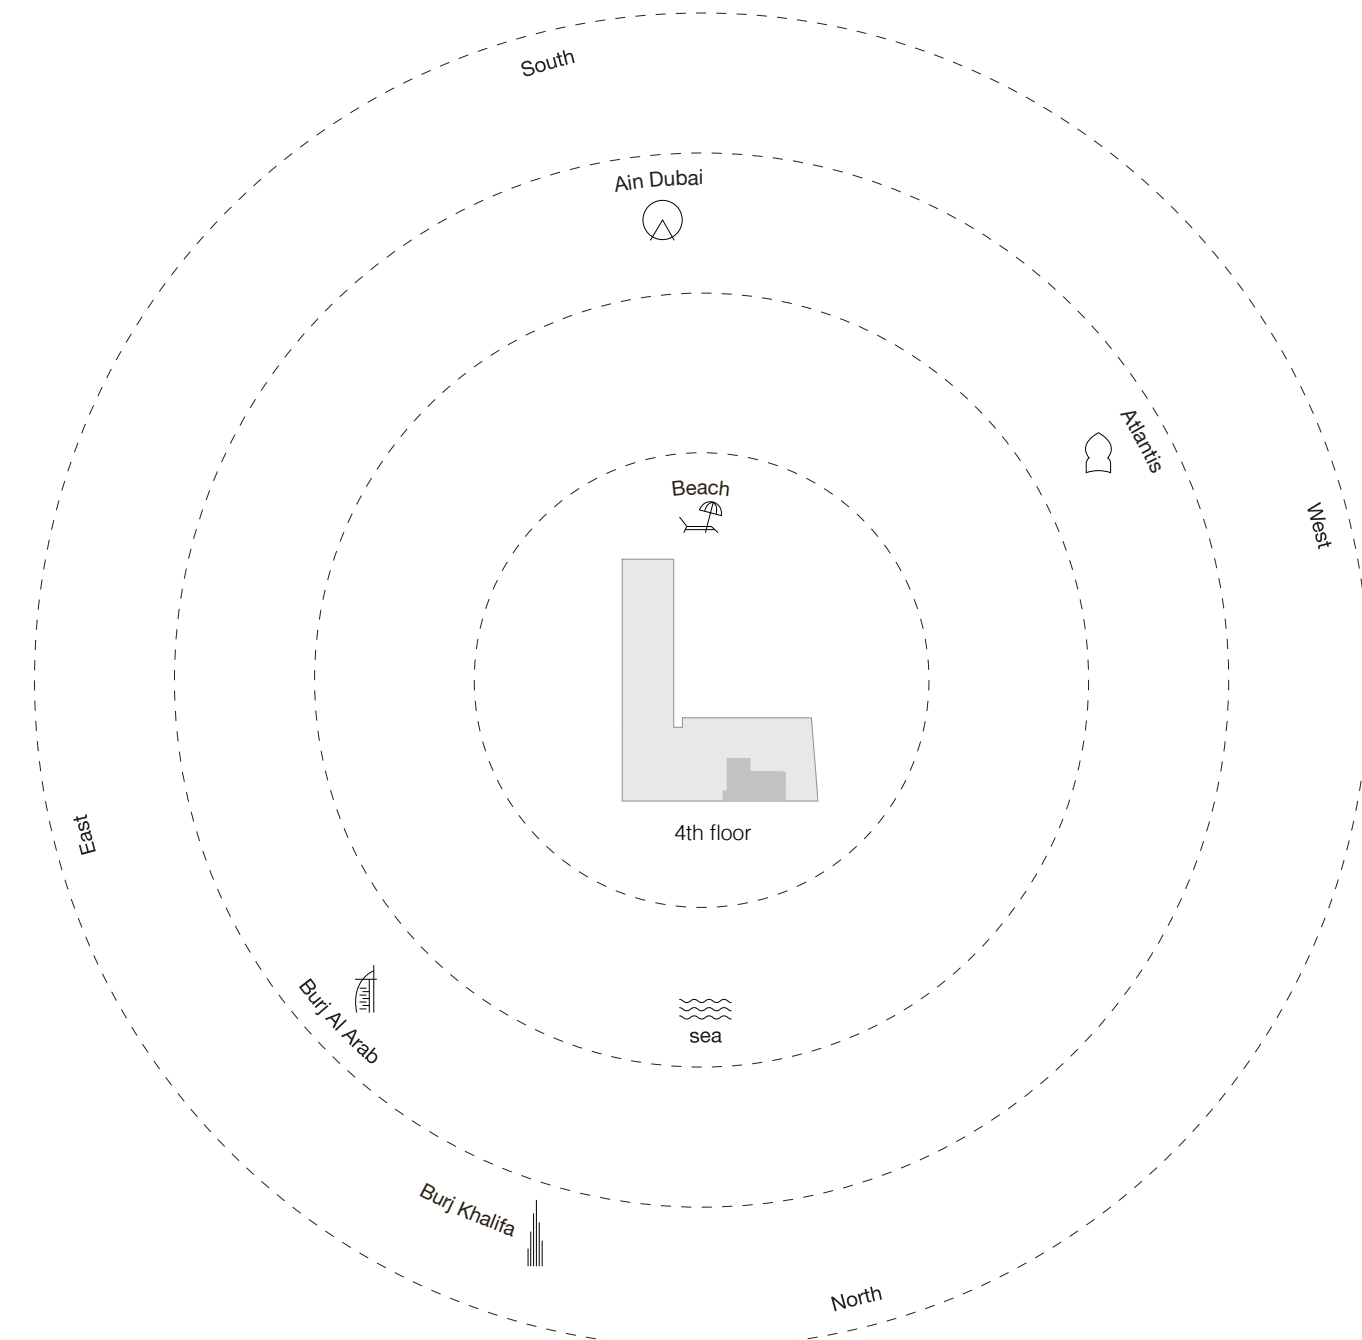 South
Ain Dubai
Atlantis
Beach
West
East
4th floor
Burj Al Arab
sea
Burj Khalifa
North